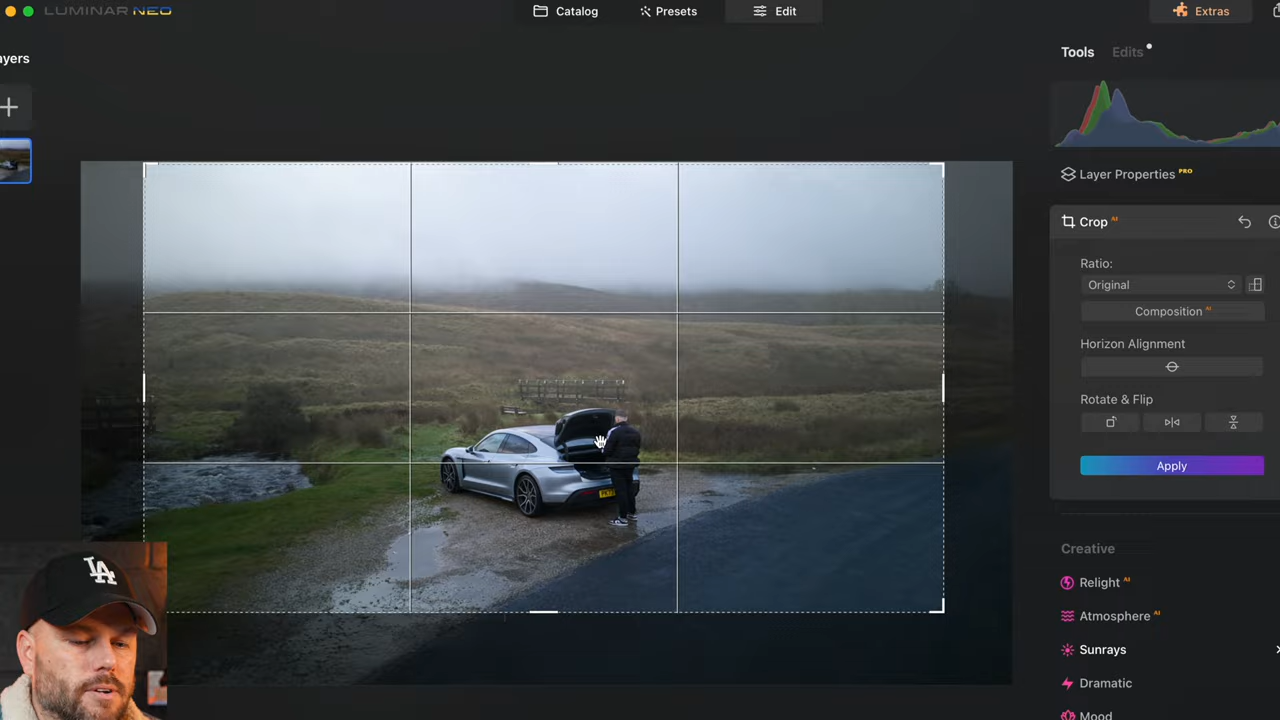 LUMINAR NEO
Catalog
Presets
Edit
Extras
ayers
Tools
Edits
Layer Properties PRO
Crop AI
Ratio:
Original
Composition AI
Horizon Alignment
Rotate & Flip
Apply
Creative
Relight AI
Atmosphere AI
Sunrays
Dramatic
Mood
LA